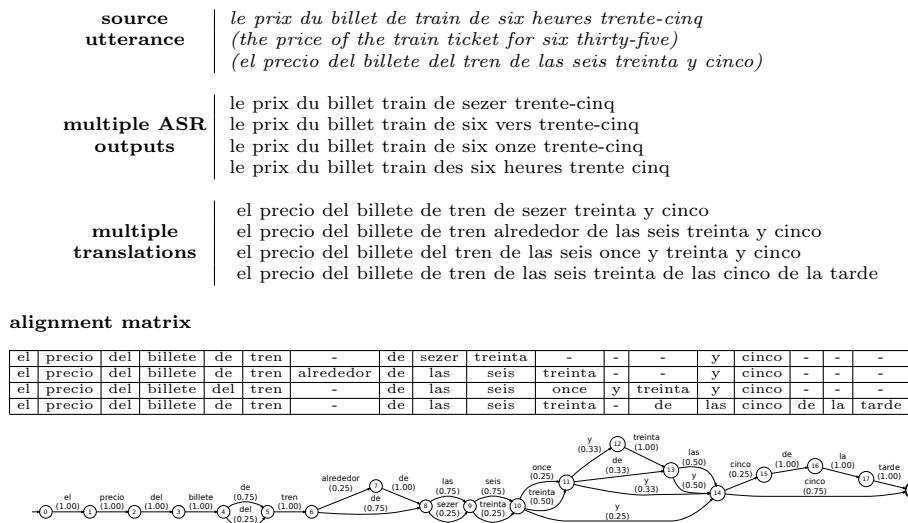 source
utterance
le prix du billet de train de six heures trente-cinq
(the price of the train ticket for six thirty-five)
(el precio del billete del tren de las seis treinta y cinco)
multiple ASR
outputs
le prix du billet train de sezer trente-cinq
le prix du billet train de six vers trente-cinq
le prix du billet train de six onze trente-cinq
le prix du billet train des six heures trente cinq
multiple
translations
el precio del billete de tren de sezer treinta y cinco
el precio del billete de tren alrededor de las seis treinta y cinco
el precio del billete del tren de las seis once y treinta y cinco
el precio del billete de tren de las seis treinta de las cinco de la tarde
alignment matrix
el precio del billete de tren - de sezer treinta - - - y cinco - - -
el precio del billete de tren alrededor de las seis treinta - - y cinco - - -
el precio del billete del tren - de las seis once y treinta y cinco - - -
el precio del billete de tren - de las seis treinta - de las cinco de la tarde
el (1.00) precio (1.00) del (1.00) billete (1.00) de (0.75) del (0.25) tren (1.00) alrededor (0.25) de (1.00) de (0.75) las (0.75) sezer (0.25) seis (0.75) treinta (0.25) once (0.25) treinta (0.50) y (0.25) y (0.33) de (0.33) y (0.33) treinta (1.00) las (0.50) y (0.50) cinco (0.25) de (1.00) la (1.00) tarde (1.00) cinco (0.75)
0 1 2 3 4 5 6 7 8 9 10 11 12 13 14 15 16 17